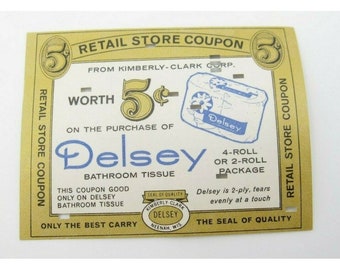 5¢ RETAIL STORE COUPON 5¢
FROM KIMBERLY-CLARK CORP.
WORTH 5¢
ON THE PURCHASE OF
Delsey
BATHROOM TISSUE
Delsey
4-ROLL
OR 2-ROLL
PACKAGE
THIS COUPON GOOD
ONLY ON DELSEY
BATHROOM TISSUE
SEAL OF QUALITY
KIMBERLY CLARK
DELSEY
NEENAH, WIS
Delsey is 2-ply, tears
evenly at a touch
ONLY THE BEST CARRY THE SEAL OF QUALITY
RETAIL STORE COUPON
RETAIL STORE COUPON